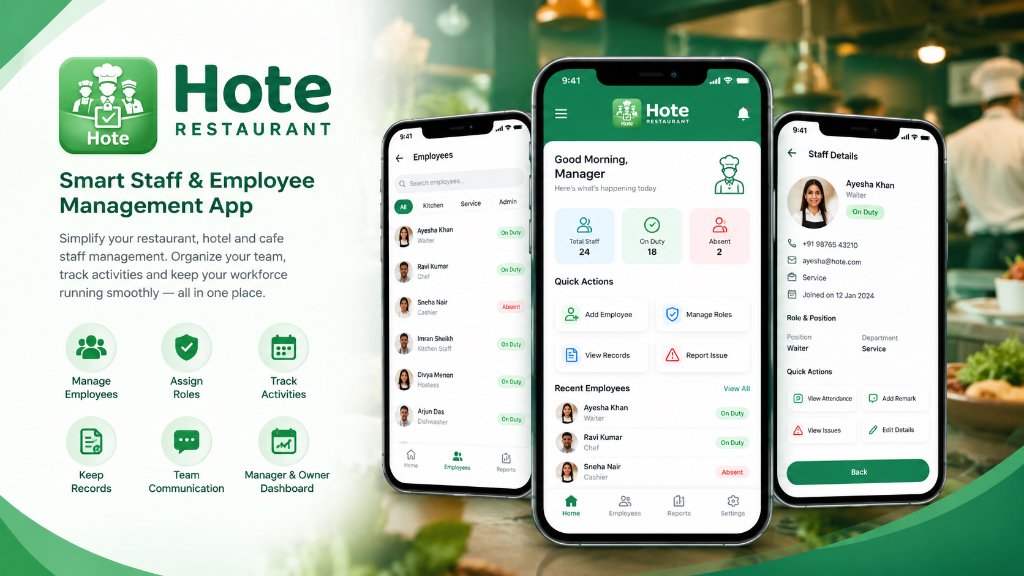 Hote
Hote
RESTAURANT
Smart Staff & Employee
Management App
Simplify your restaurant, hotel and cafe
staff management. Organize your team,
track activities and keep your workforce
running smoothly — all in one place.
Manage
Employees
Assign
Roles
Track
Activities
Keep
Records
Team
Communication
Manager & Owner
Dashboard
9:41
Employees
Search employees...
All
Kitchen
Service
Admin
Ayesha Khan
Waiter
On Duty
Ravi Kumar
Chef
On Duty
Sneha Nair
Cashier
Absent
Imran Sheikh
Kitchen Staff
On Duty
Divya Menon
Hostess
On Duty
Arjun Das
Dishwasher
On Duty
Home
Employees
Reports
9:41
Hote
Hote
RESTAURANT
Good Morning,
Manager
Here's what's happening today
Total Staff
24
On Duty
18
Absent
2
Quick Actions
Add Employee
Manage Roles
View Records
Report Issue
Recent Employees
View All
Ayesha Khan
Waiter
On Duty
Ravi Kumar
Chef
On Duty
Sneha Nair
Cashier
Absent
Home
Employees
Reports
Settings
9:41
Staff Details
Ayesha Khan
Waiter
On Duty
+91 98765 43210
ayesha@hote.com
Service
Joined on 12 Jan 2024
Role & Position
Position
Waiter
Department
Service
Quick Actions
View Attendance
Add Remark
View Issues
Edit Details
Back